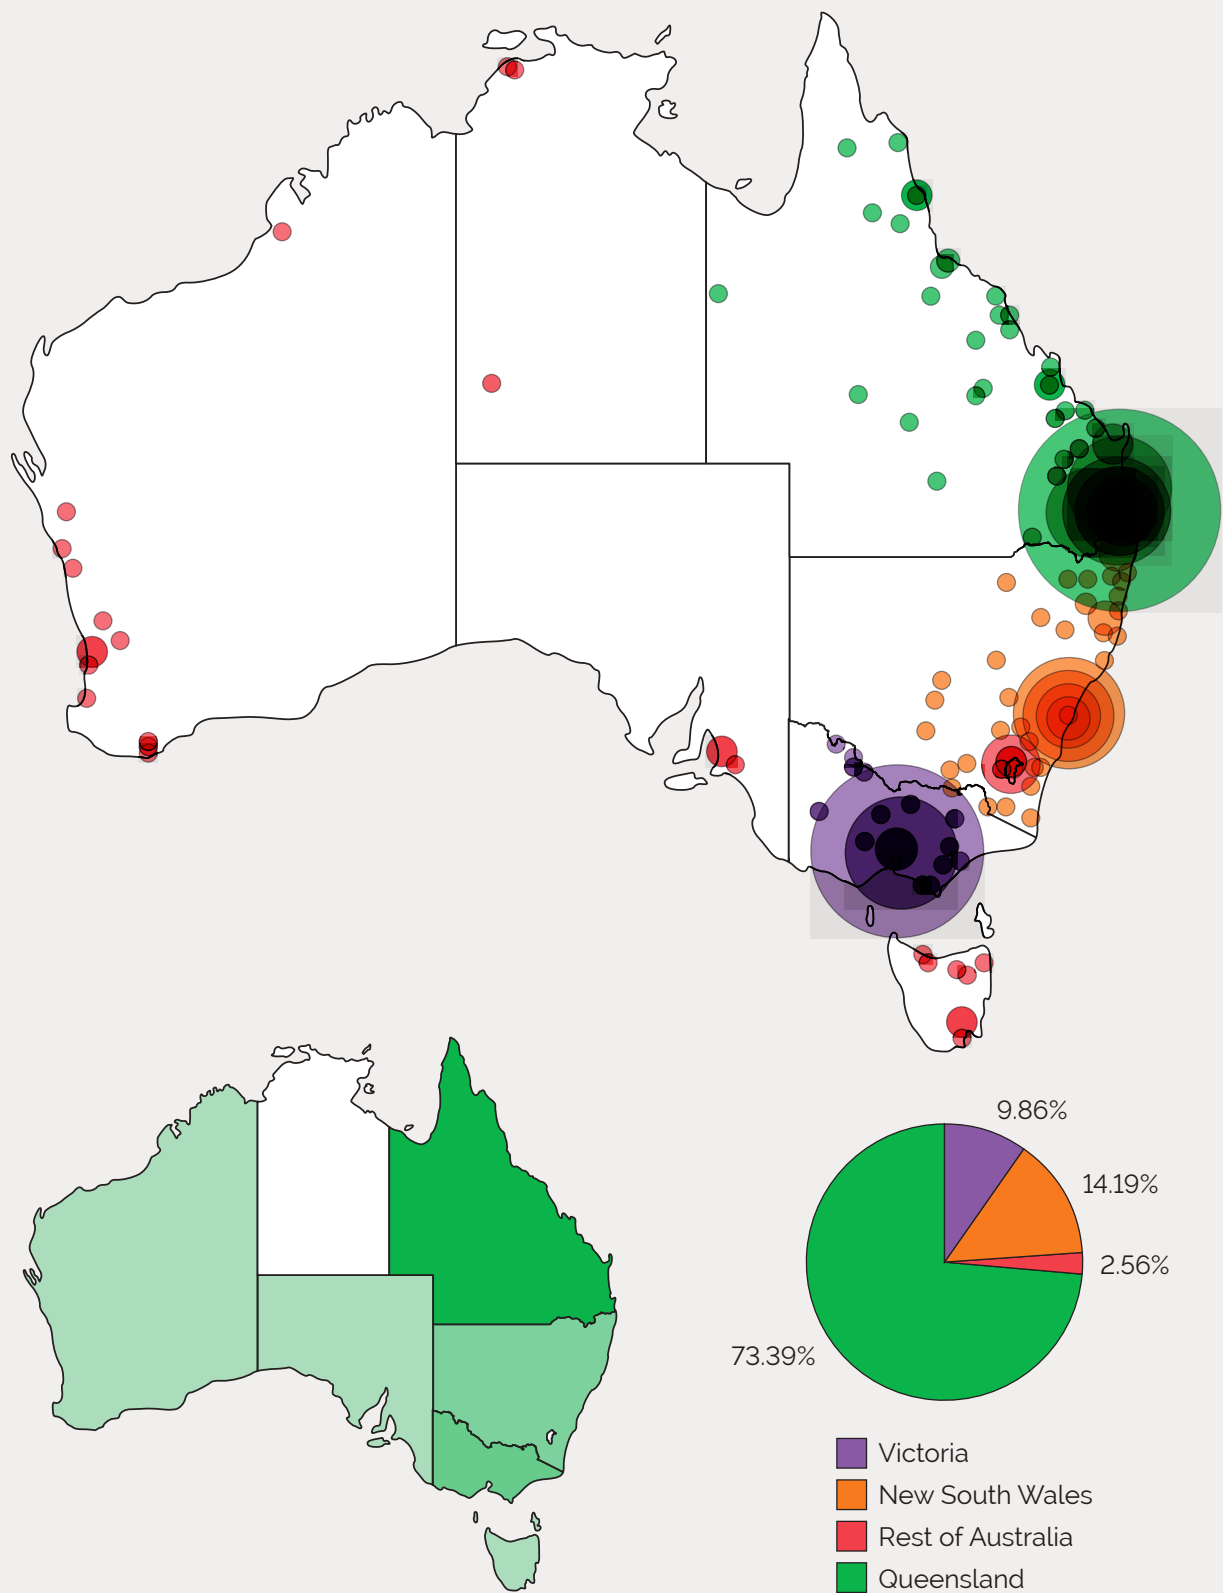 9.86%
14.19%
2.56%
73.39%
Victoria
New South Wales
Rest of Australia
Queensland